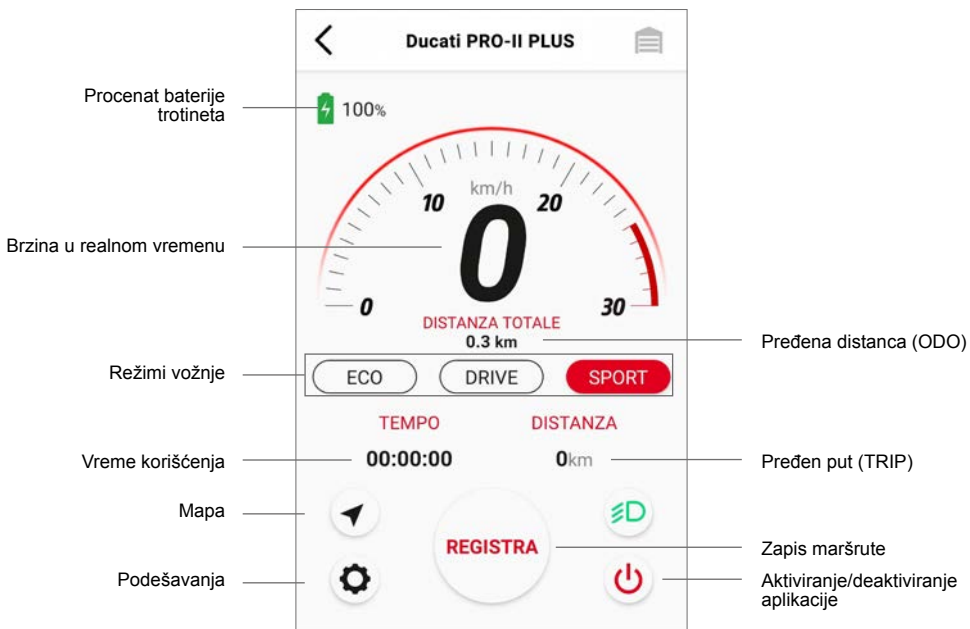 Ducati PRO-II PLUS
Procenat baterije
trotineta
100%
km/h
10
20
Brzina u realnom vremenu
0
0
30
DISTANZA TOTALE
0.3 km
Pređena distanca (ODO)
Režimi vožnje
ECO
DRIVE
SPORT
TEMPO
DISTANZA
Vreme korišćenja
00:00:00
0km
Pređen put (TRIP)
Mapa
REGISTRA
Zapis maršrute
Podešavanja
Aktiviranje/deaktiviranje
aplikacije